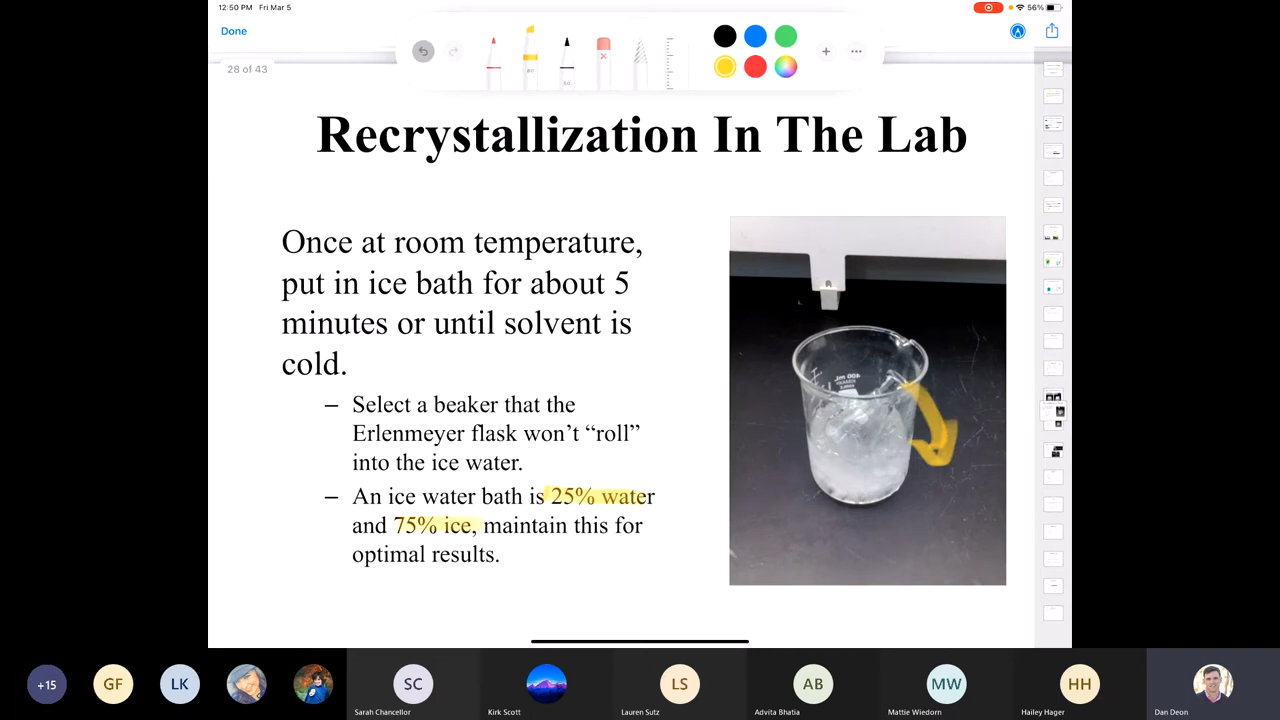 12:50 PM Fri Mar 5
56%
Done
28 of 43
80
54
Recrystallization In The Lab
Once at room temperature,
put in ice bath for about 5
minutes or until solvent is
cold.
– Select a beaker that the
Erlenmeyer flask won't “roll”
into the ice water.
– An ice water bath is 25% water
and 75% ice, maintain this for
optimal results.
400 mL
+15
GF
LK
SC
LS
AB
MW
HH
Sarah Chancellor
Kirk Scott
Lauren Sutz
Advita Bhatia
Mattie Wiedorn
Hailey Hager
Dan Deon